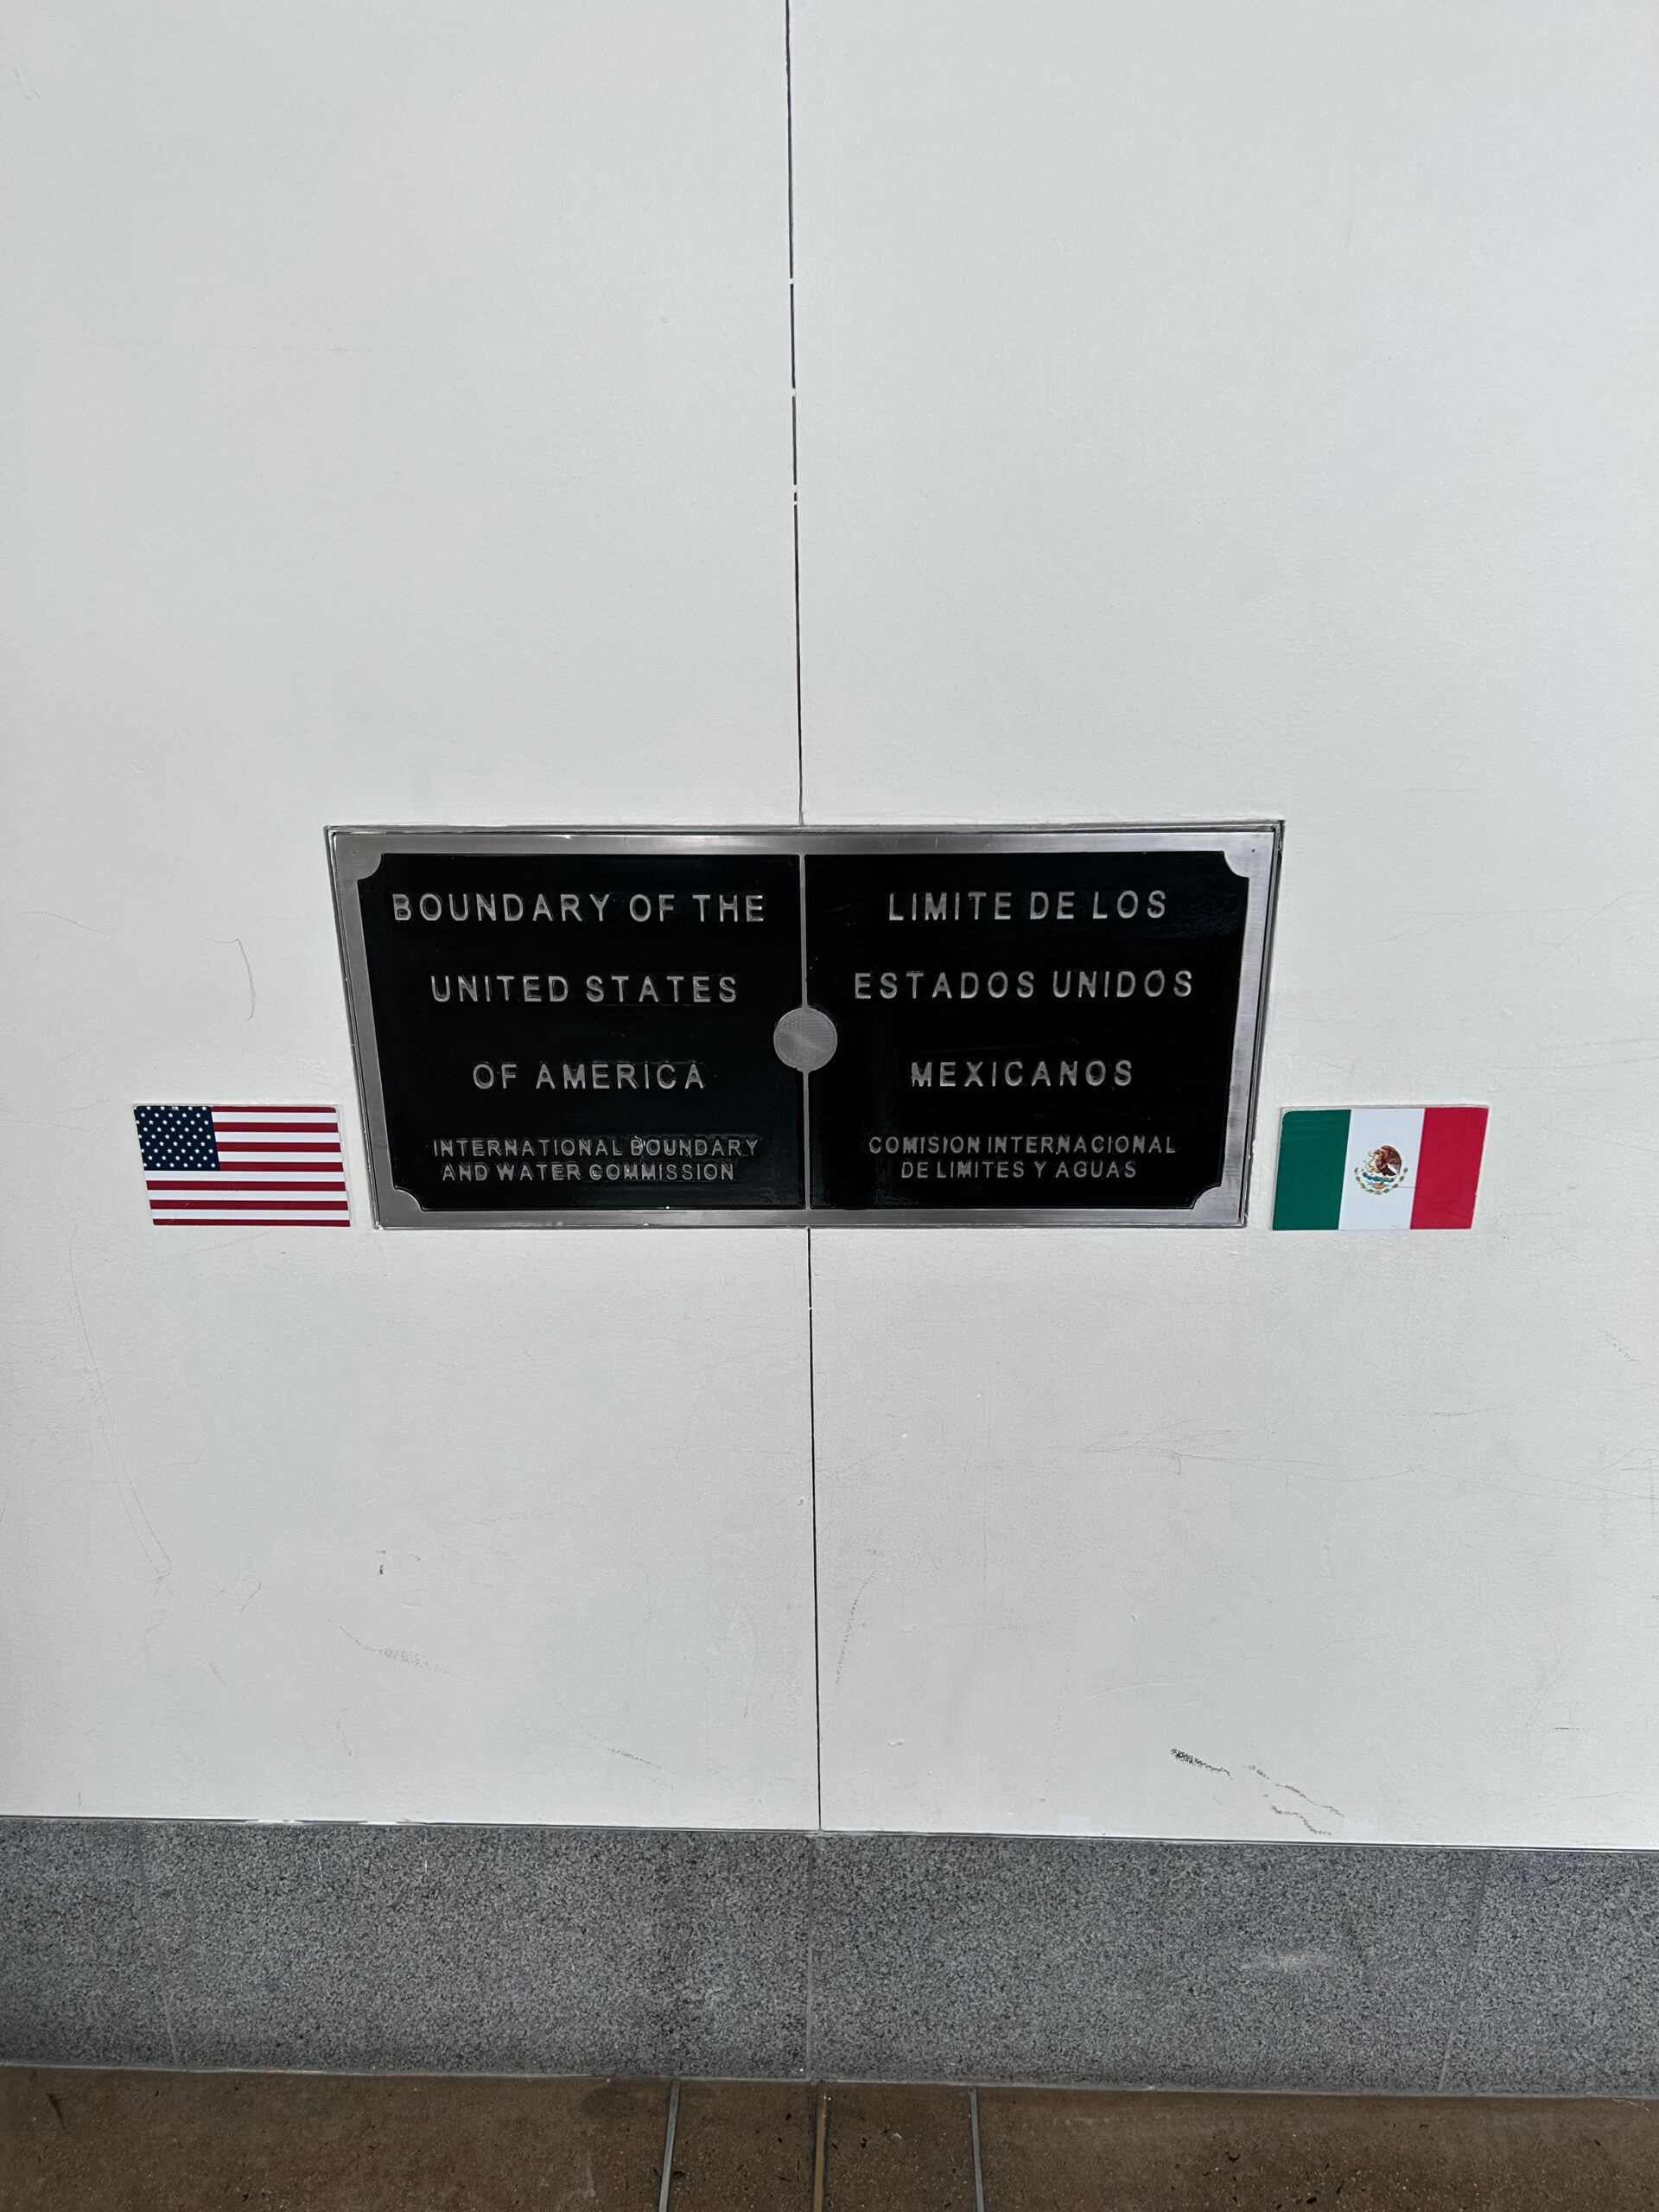 BOUNDARY OF THE
UNITED STATES
OF AMERICA
INTERNATIONAL BOUNDARY
AND WATER COMMISSION
LIMITE DE LOS
ESTADOS UNIDOS
MEXICANOS
COMISION INTERNACIONAL
DE LIMITES Y AGUAS